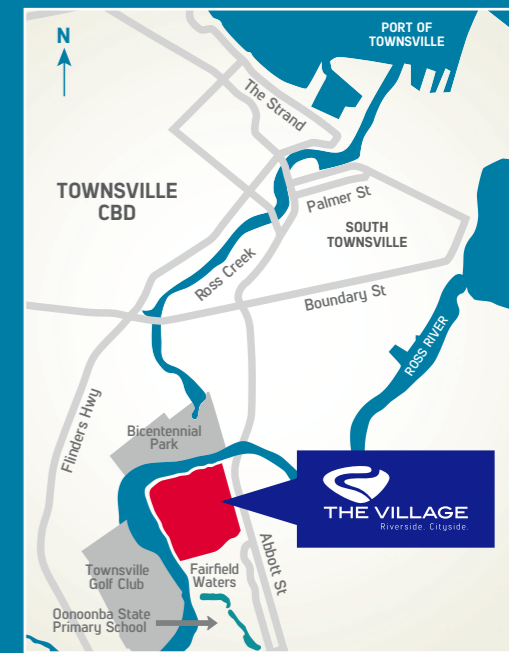 N
PORT OF
TOWNSVILLE
The Strand
TOWNSVILLE
CBD
Palmer St
SOUTH
TOWNSVILLE
Ross Creek
Boundary St
ROSS RIVER
Flinders Hwy
Bicentennial
Park
THE VILLAGE
Riverside. Cityside.
Abbott St
Townsville
Golf Club
Fairfield
Waters
Oonoonba State
Primary School